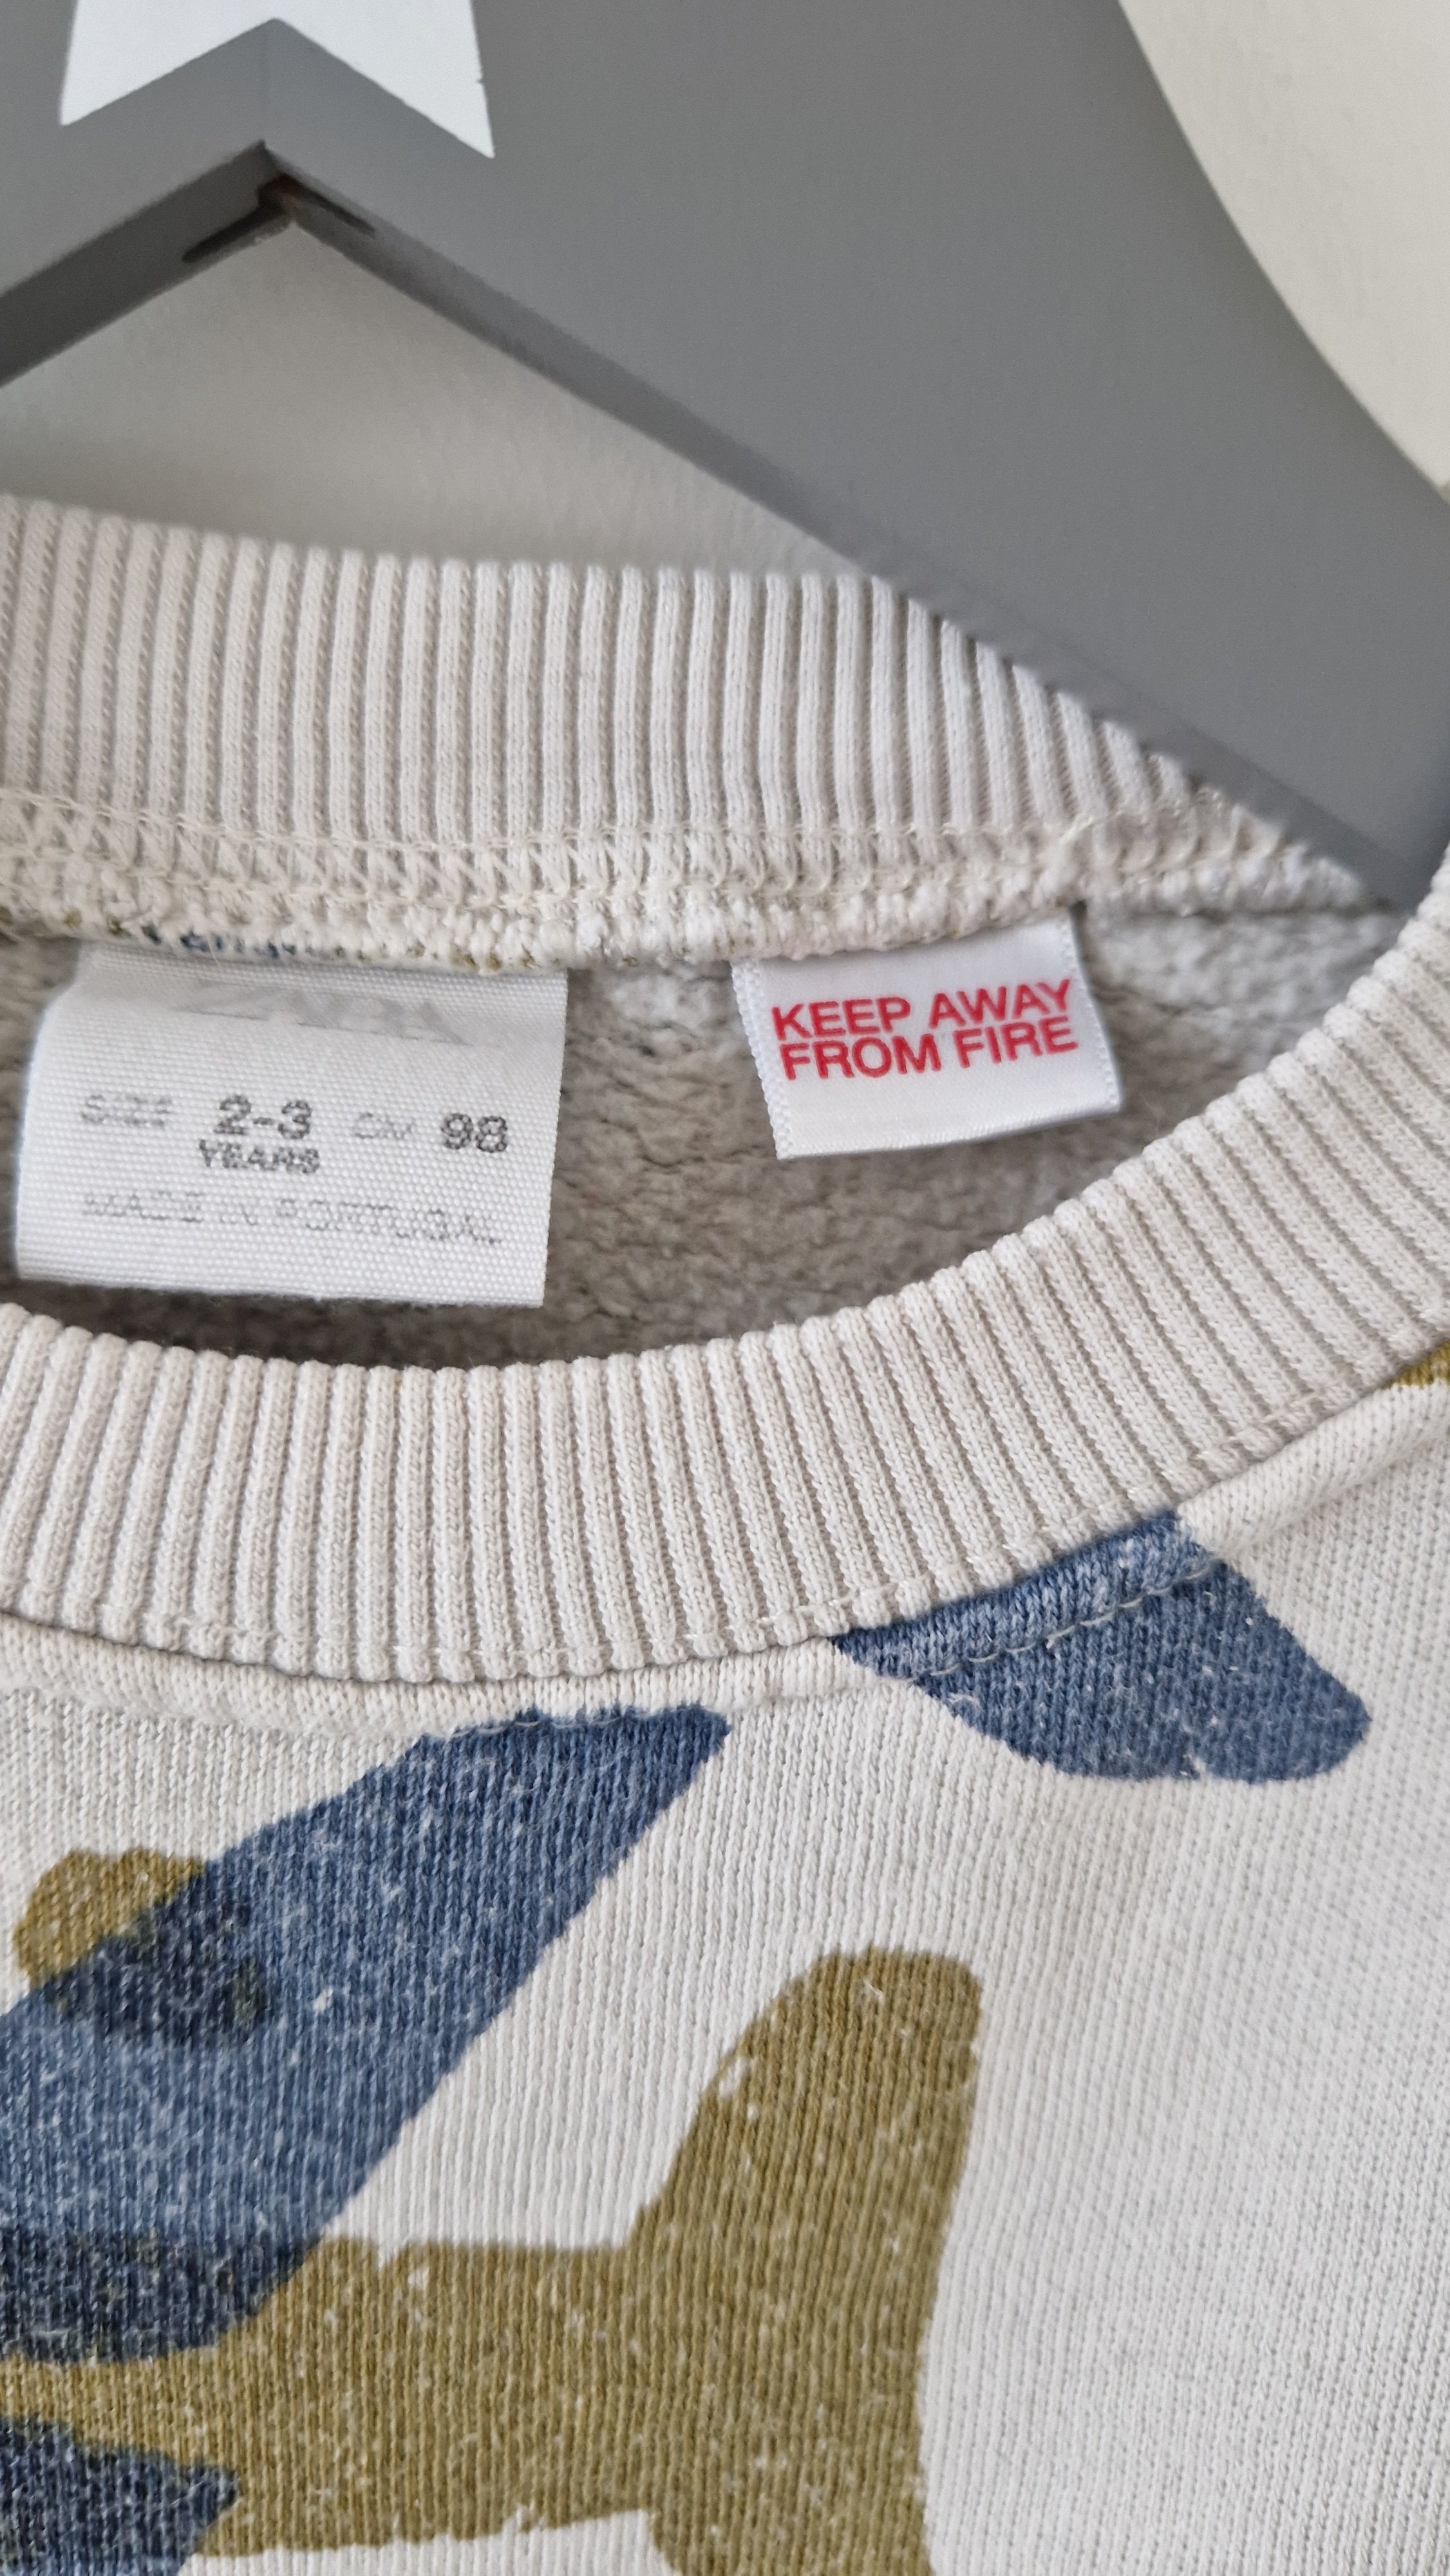 ZARA
SIZE 2-3 CM 98
YEARS
MADE IN PORTUGAL
KEEP AWAY
FROM FIRE